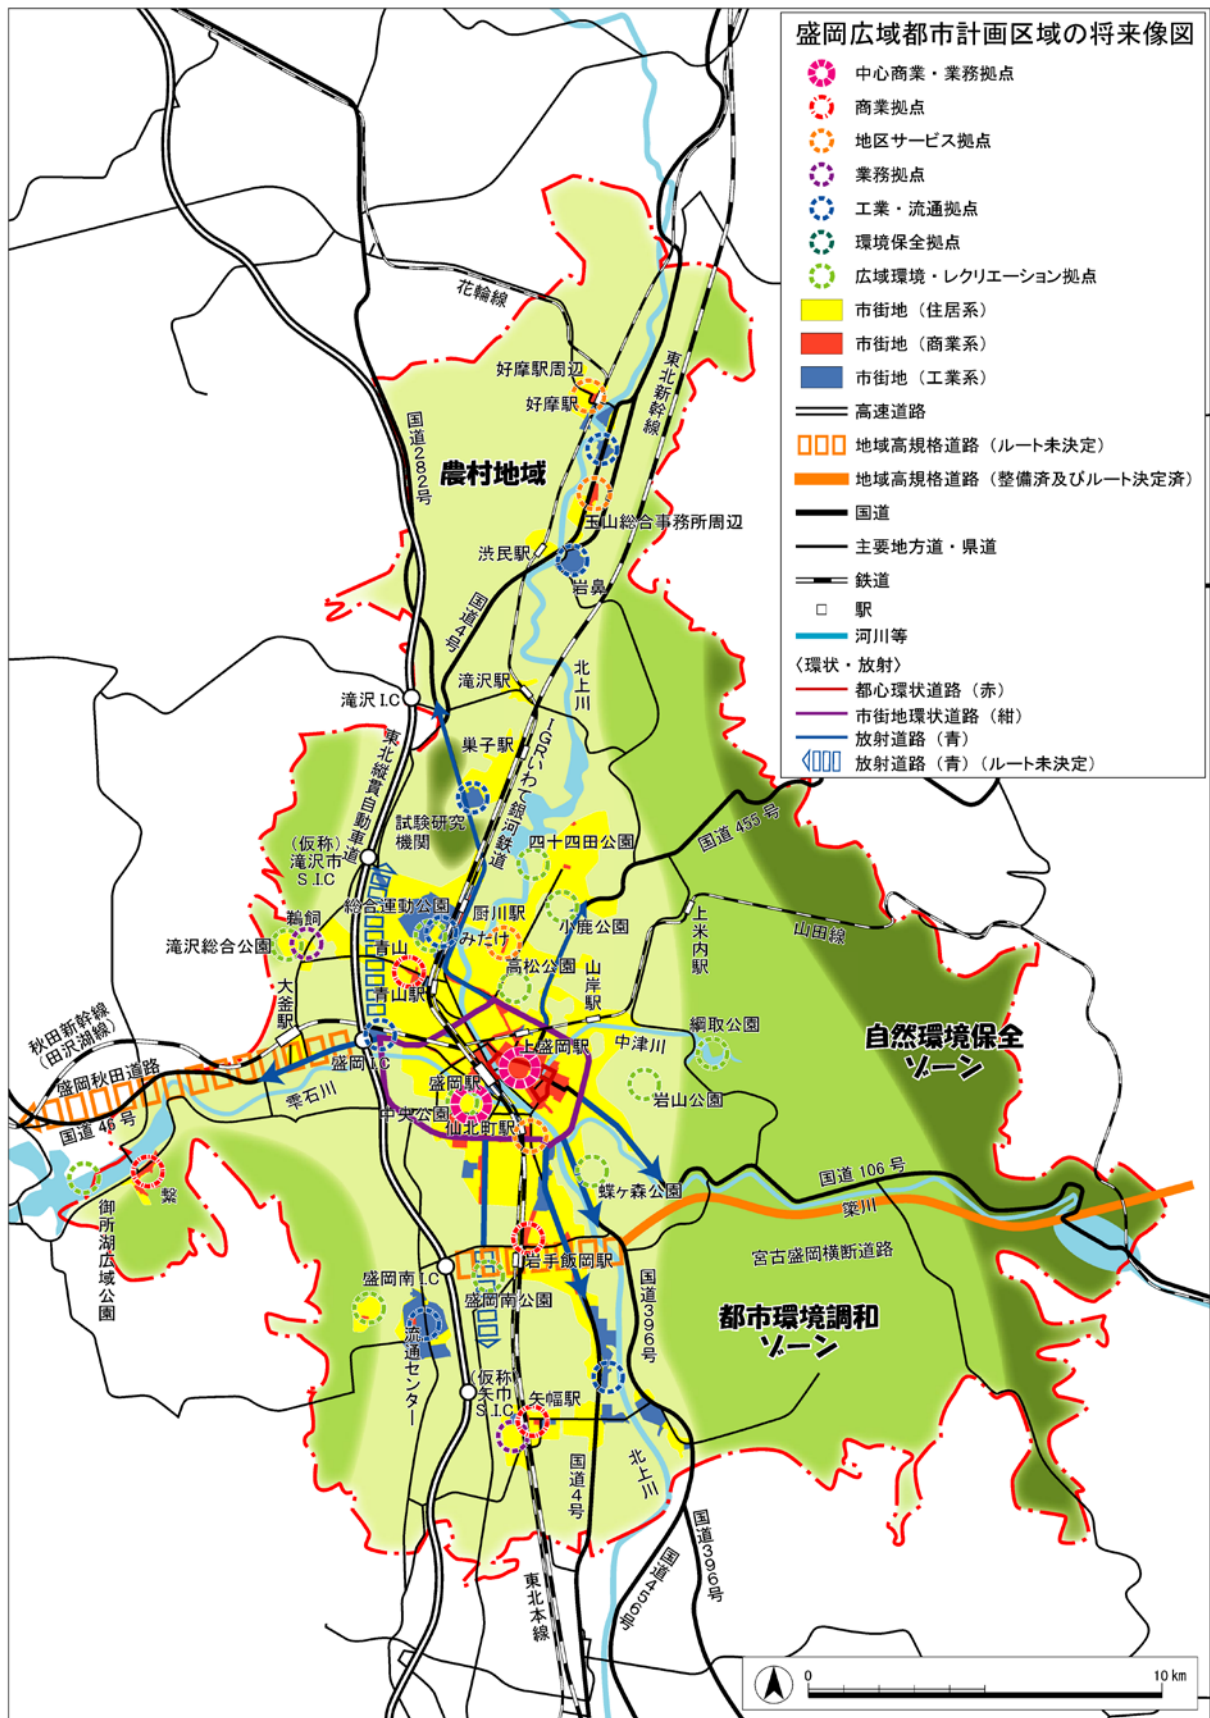 盛岡広域都市計画区域の将来像図
中心商業・業務拠点
商業拠点
地区サービス拠点
業務拠点
工業・流通拠点
環境保全拠点
広域環境・レクリエーション拠点
市街地（住居系）
市街地（商業系）
市街地（工業系）
高速道路
地域高規格道路（ルート未決定）
地域高規格道路（整備済及びルート決定済）
国道
主要地方道・県道
鉄道
駅
河川等
〈環状・放射〉
都心環状道路（赤）
市街地環状道路（紺）
放射道路（青）
放射道路（青）（ルート未決定）
花輪線
東北新幹線
好摩駅周辺
好摩駅
国道282号
農村地域
玉山総合事務所周辺
渋民駅
岩鼻
国道4号
北上川
滝沢駅
滝沢I.C
巣子駅
IGRいわて銀河鉄道
東北縦貫自動車道
試験研究
機関
(仮称)
滝沢市
S.I.C
四十四田公園
国道455号
総合運動公園
厨川駅
小鹿公園
上米内駅
山田線
鵜飼
滝沢総合公園
みたけ
青山
高松公園
山岸駅
青山駅
大釜駅
秋田新幹線
(田沢湖線)
盛岡秋田道路
国道46号
盛岡I.C
雫石川
上盛岡駅
中津川
綱取公園
自然環境保全
ゾーン
盛岡駅
中央公園
岩山公園
仙北町駅
国道106号
簗川
蝶ヶ森公園
繋
御所湖広域公園
宮古盛岡横断道路
岩手飯岡駅
盛岡南I.C
盛岡南公園
国道396号
都市環境調和
ゾーン
流通センター
(仮称)
矢巾
S.I.C
矢幅駅
国道4号
北上川
国道396号
国道456号
東北本線
0
10 km